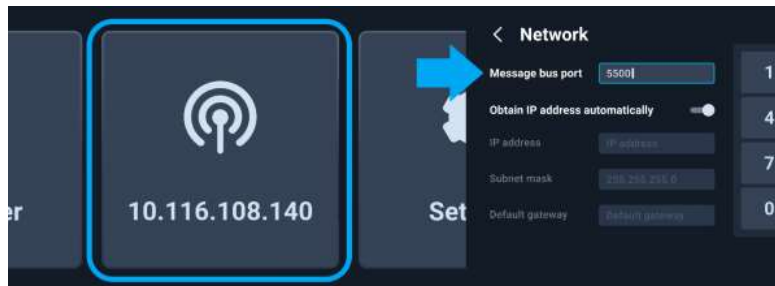 er
10.116.108.140
Set
Network
Message bus port
5500
Obtain IP address automatically
IP address
IP address
Subnet mask
255.255.255.0
Default gateway
Default gateway
1
4
7
0